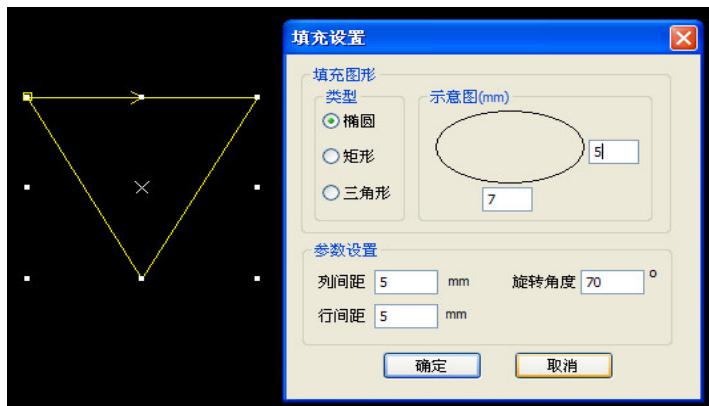 填充设置
填充图形
类型
示意图(mm)
椭圆
矩形
三角形
5
7
参数设置
列间距 5 mm 旋转角度 70 °
行间距 5 mm
确定 取消